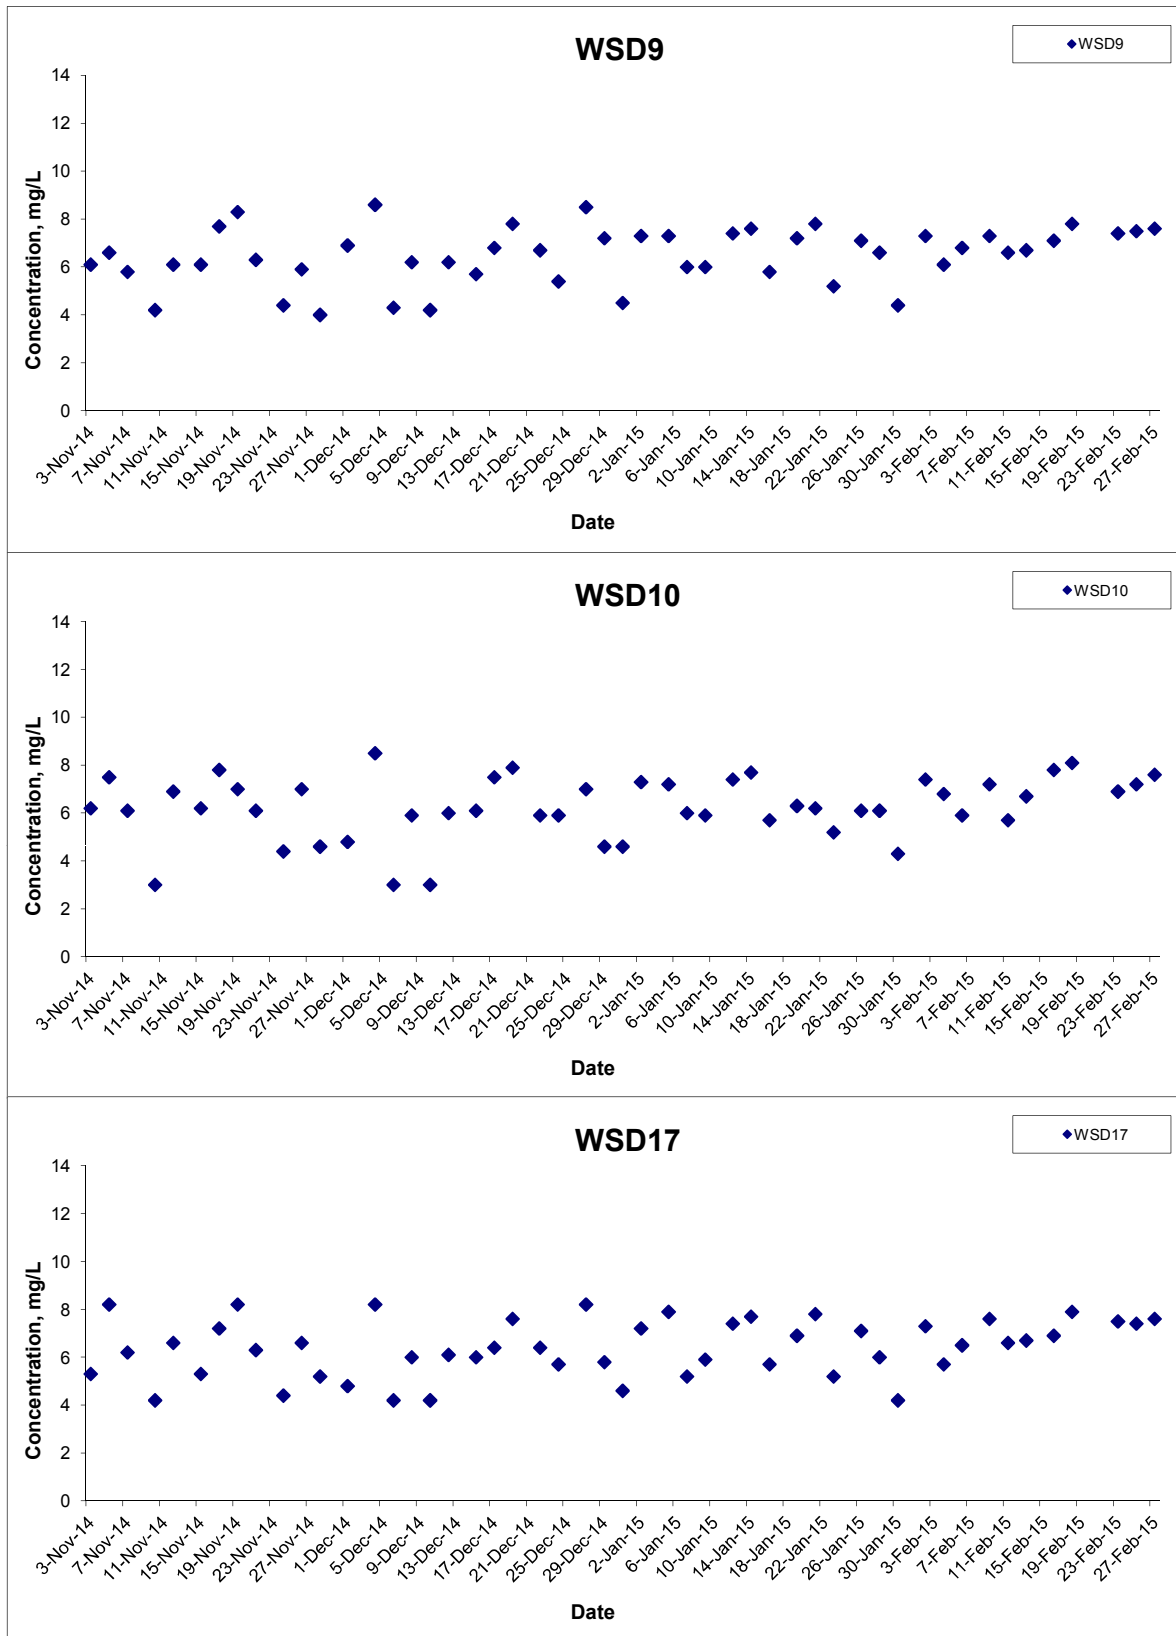 WSD9
WSD9
14
12
10
8
6
4
2
0
Concentration, mg/L
3-Nov-14
7-Nov-14
11-Nov-14
15-Nov-14
19-Nov-14
23-Nov-14
27-Nov-14
1-Dec-14
5-Dec-14
9-Dec-14
13-Dec-14
17-Dec-14
21-Dec-14
25-Dec-14
29-Dec-14
2-Jan-15
6-Jan-15
10-Jan-15
14-Jan-15
18-Jan-15
22-Jan-15
26-Jan-15
30-Jan-15
3-Feb-15
7-Feb-15
11-Feb-15
15-Feb-15
19-Feb-15
23-Feb-15
27-Feb-15
Date
WSD10
WSD10
14
12
10
8
6
4
2
0
Concentration, mg/L
3-Nov-14
7-Nov-14
11-Nov-14
15-Nov-14
19-Nov-14
23-Nov-14
27-Nov-14
1-Dec-14
5-Dec-14
9-Dec-14
13-Dec-14
17-Dec-14
21-Dec-14
25-Dec-14
29-Dec-14
2-Jan-15
6-Jan-15
10-Jan-15
14-Jan-15
18-Jan-15
22-Jan-15
26-Jan-15
30-Jan-15
3-Feb-15
7-Feb-15
11-Feb-15
15-Feb-15
19-Feb-15
23-Feb-15
27-Feb-15
Date
WSD17
WSD17
14
12
10
8
6
4
2
0
Concentration, mg/L
3-Nov-14
7-Nov-14
11-Nov-14
15-Nov-14
19-Nov-14
23-Nov-14
27-Nov-14
1-Dec-14
5-Dec-14
9-Dec-14
13-Dec-14
17-Dec-14
21-Dec-14
25-Dec-14
29-Dec-14
2-Jan-15
6-Jan-15
10-Jan-15
14-Jan-15
18-Jan-15
22-Jan-15
26-Jan-15
30-Jan-15
3-Feb-15
7-Feb-15
11-Feb-15
15-Feb-15
19-Feb-15
23-Feb-15
27-Feb-15
Date